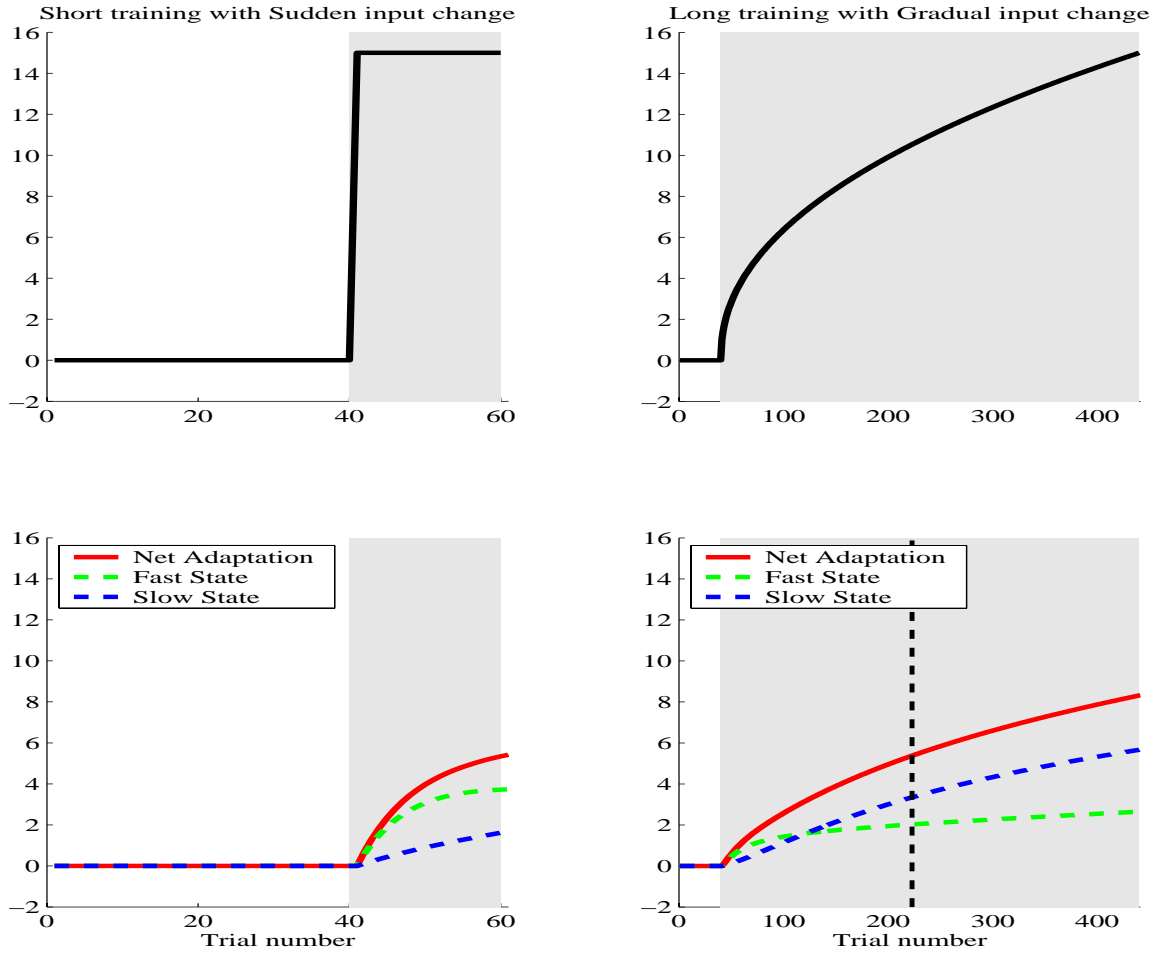 Short training with Sudden input change
16
14
12
10
8
6
4
2
0
−2
0 20 40 60
Long training with Gradual input change
16
14
12
10
8
6
4
2
0
−2
0 100 200 300 400
16
14
12
10
8
6
4
2
0
−2
Net Adaptation
Fast State
Slow State
0 20 40 60
Trial number
16
14
12
10
8
6
4
2
0
−2
Net Adaptation
Fast State
Slow State
0 100 200 300 400
Trial number